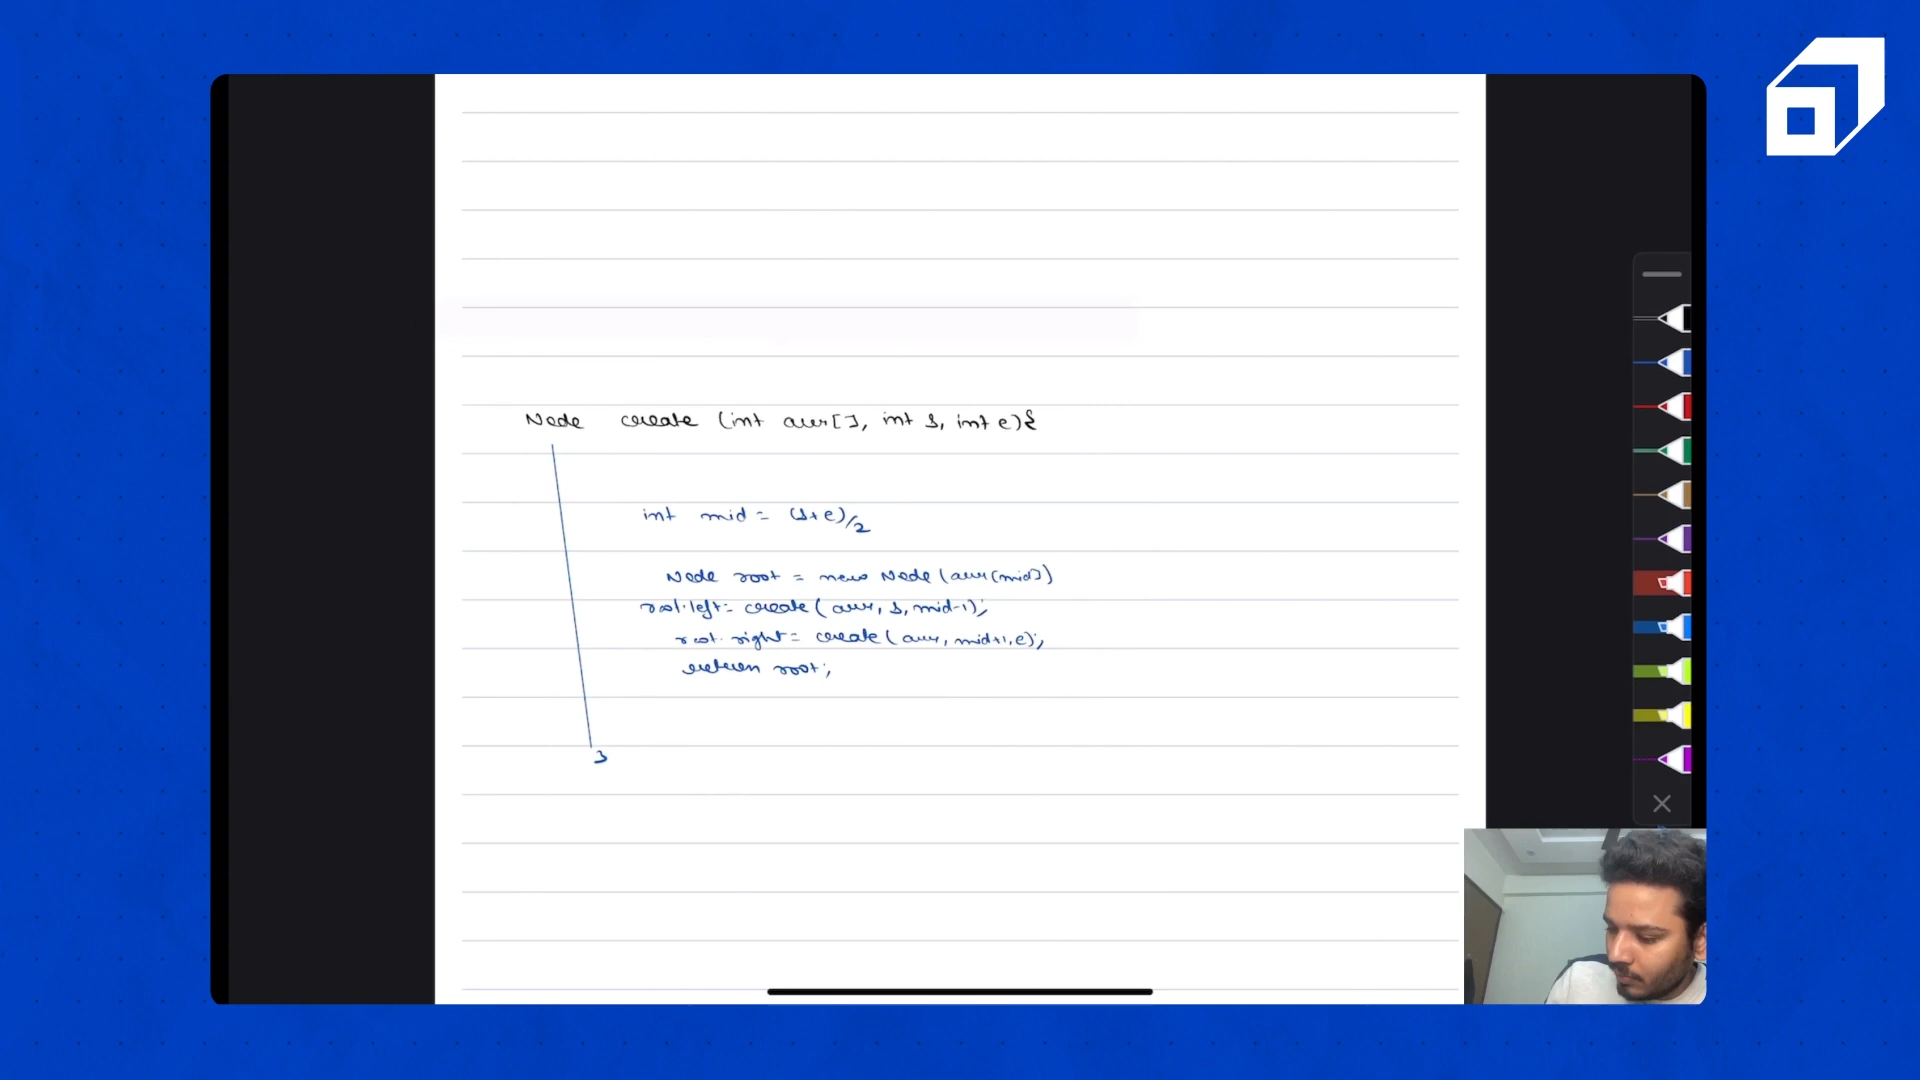 Node create (int arr[], int s, int e){
int mid = (s+e)/2
Node root = new Node(arr[mid])
root.left= create( arr, s, mid-1);
root.right= create( arr, mid+1, e);
return root;
}